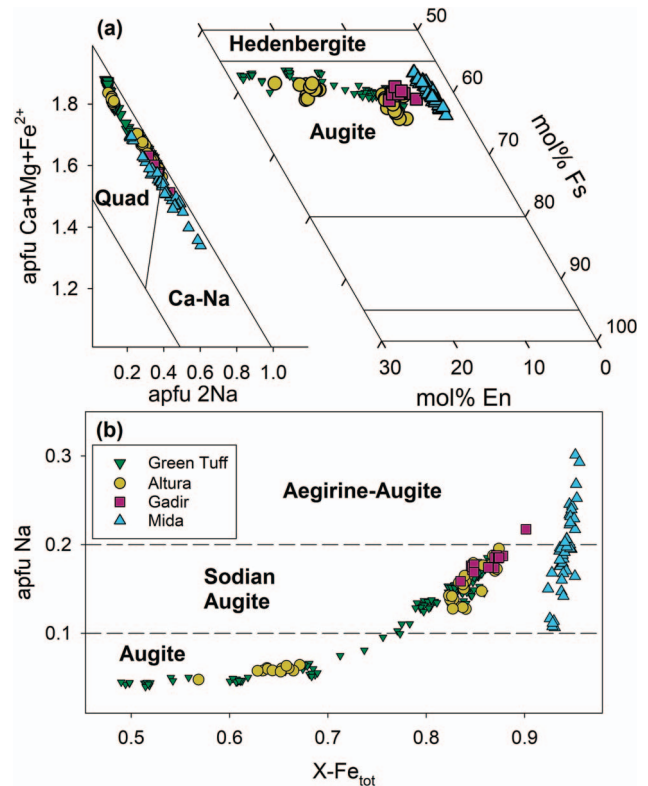 (a)
50
Hedenbergite
60
1.8
Augite
mol% Fs
70
apfu Ca+Mg+Fe2+
1.6
Quad
80
1.4
90
1.2
Ca-Na
100
0.2 0.4 0.6 0.8 1.0
30 20 10 0
apfu 2Na
mol% En
(b)
0.3
Green Tuff
Altura
Gadir
Mida
Aegirine-Augite
apfu Na
0.2
Sodian
Augite
0.1
Augite
0.5 0.6 0.7 0.8 0.9
X-Fetot